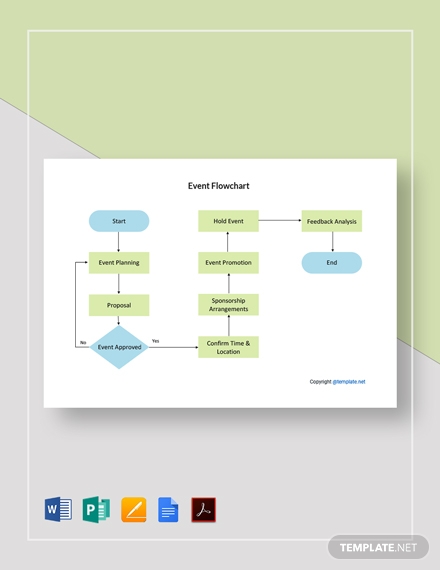 Event Flowchart
Start
Event Planning
Proposal
Event Approved
No
Yes
Confirm Time &
Location
Sponsorship
Arrangements
Event Promotion
Hold Event
Feedback Analysis
End
Copyright @template.net
W
P
TEMPLATE.NET